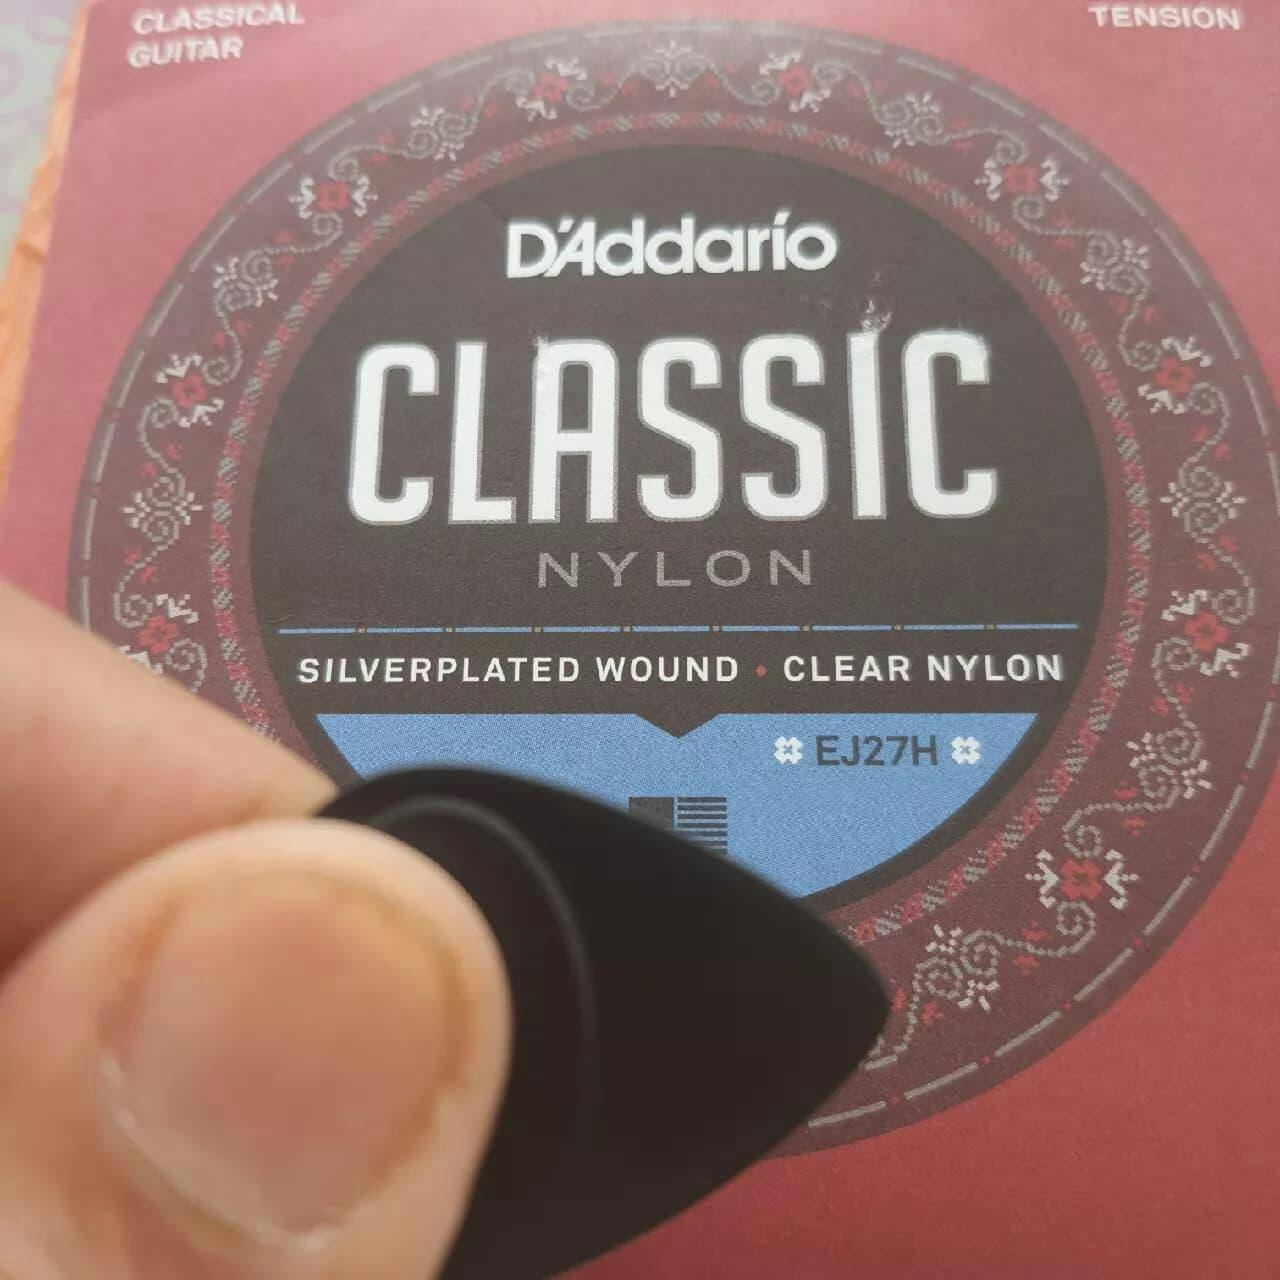 CLASSICAL
GUITAR
TENSION
D'Addario
CLASSIC
NYLON
SILVERPLATED WOUND • CLEAR NYLON
EJ27H